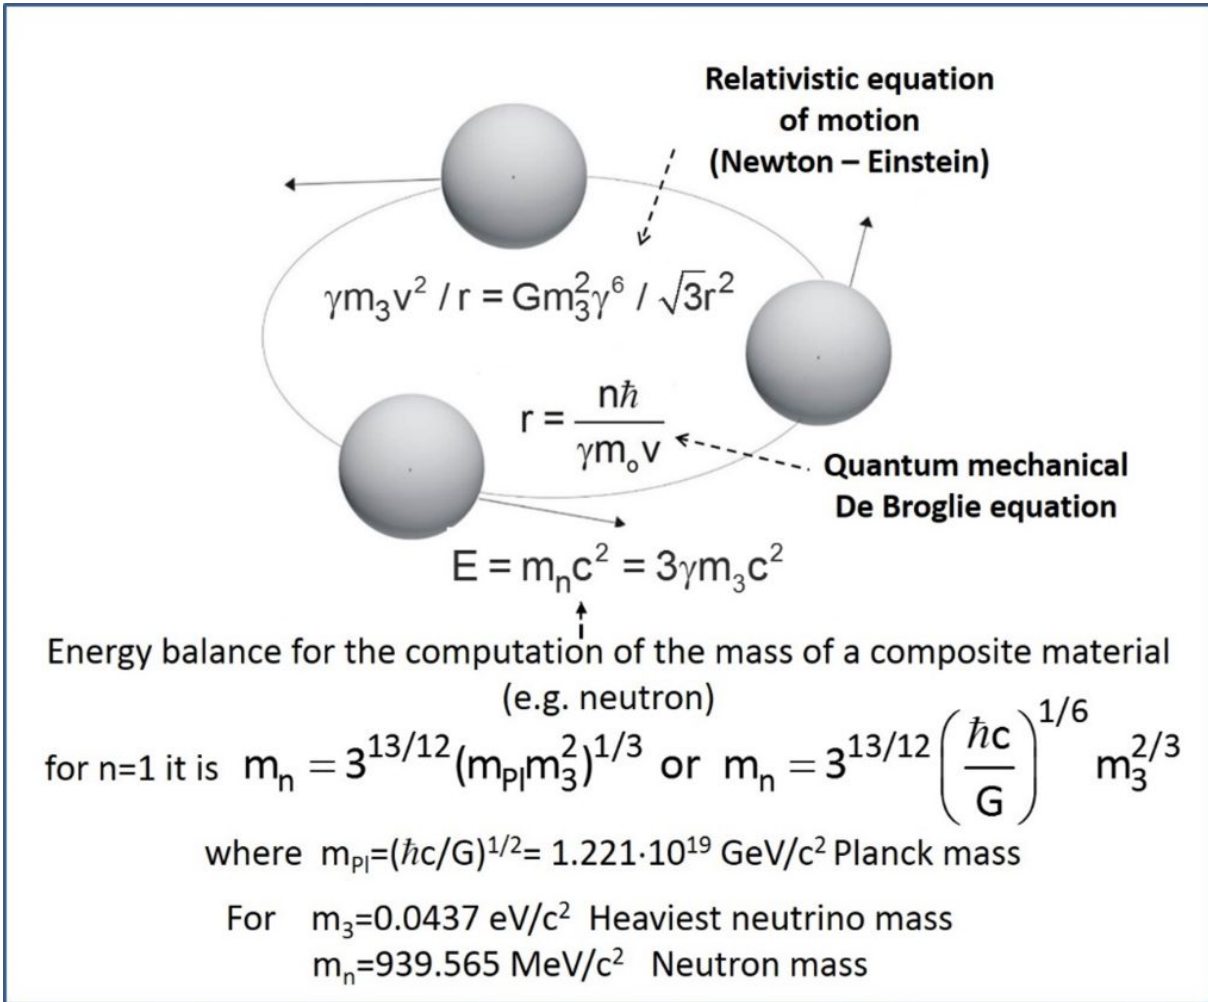 Relativistic equation
of motion
(Newton – Einstein)
γm₃v² / r = Gm₃²γ⁶ / √3r²
r = nħ / γmₒv
Quantum mechanical
De Broglie equation
E = mₙc² = 3γm₃c²
Energy balance for the computation of the mass of a composite material
(e.g. neutron)
for n=1 it is mₙ = 3^13/12 (m_Pl m₃²)^1/3 or mₙ = 3^13/12 (ħc/G)^1/6 m₃^2/3
where m_Pl=(ħc/G)^1/2= 1.221·10¹⁹ GeV/c² Planck mass
For m₃=0.0437 eV/c² Heaviest neutrino mass
mₙ=939.565 MeV/c² Neutron mass